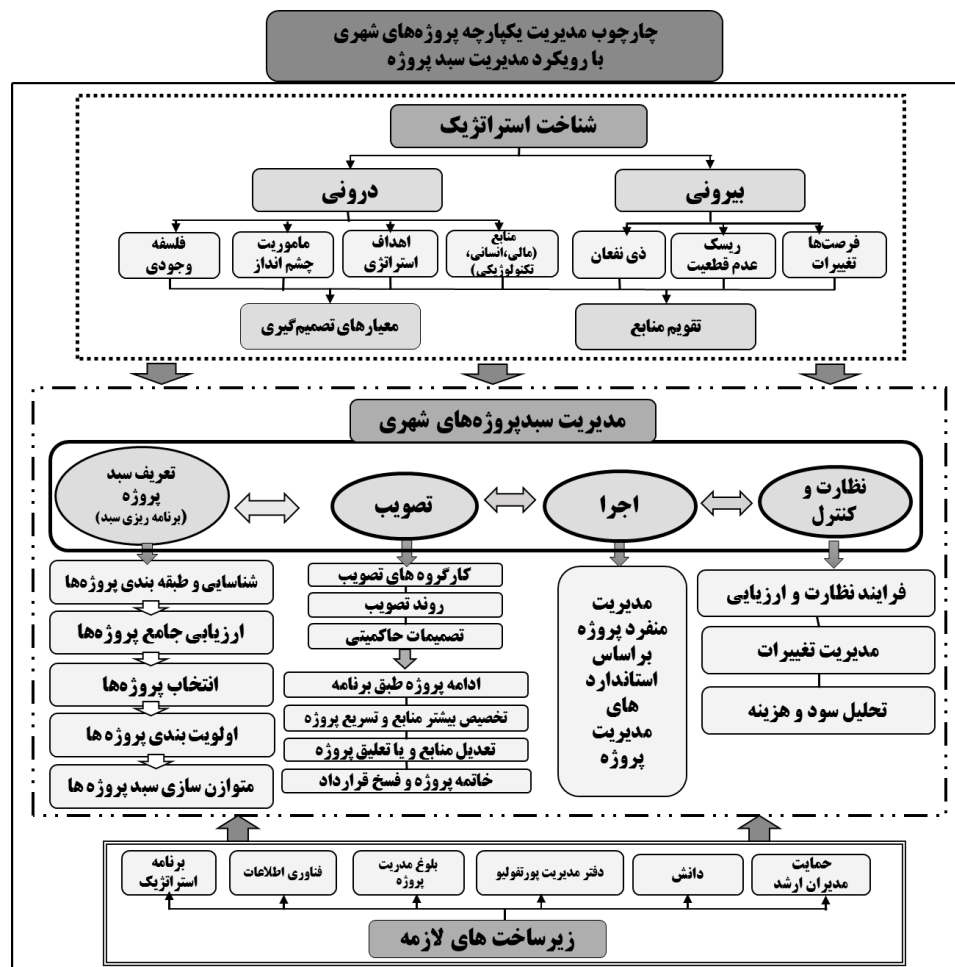 چارچوب مدیریت یکپارچه پروژه‌های شهری
با رویکرد مدیریت سبد پروژه
شناخت استراتژیک
بیرونی
درونی
فرصت‌ها
تغییرات
ریسک
عدم قطعیت
ذی نفعان
منابع
(مالی،انسانی،
تکنولوژیکی)
اهداف
استراتژی
ماموریت
چشم انداز
فلسفه
وجودی
تقویم منابع
معیارهای تصمیم‌گیری
مدیریت سبدپروژه‌های شهری
تعریف سبد
پروژه
(برنامه ریزی سبد)
تصویب
اجرا
نظارت و
کنترل
شناسایی و طبقه بندی پروژه‌ها
ارزیابی جامع پروژه‌ها
انتخاب پروژه‌ها
اولویت بندی پروژه ها
متوازن سازی سبد پروژه ها
کارگروه های تصویب
روند تصویب
تصمیمات حاکمیتی
ادامه پروژه طبق برنامه
تخصیص بیشتر منابع و تسریع پروژه
تعدیل منابع و یا تعلیق پروژه
خاتمه پروژه و فسخ قرارداد
مدیریت
منفرد پروژه
براساس
استاندارد
های
مدیریت
پروژه
فرایند نظارت و ارزیابی
مدیریت تغییرات
تحلیل سود و هزینه
حمایت
مدیران ارشد
دانش
دفتر مدیریت پورتفولیو
بلوغ مدریت
پروژه
فناوری اطلاعات
برنامه
استراتژیک
زیرساخت های لازمه